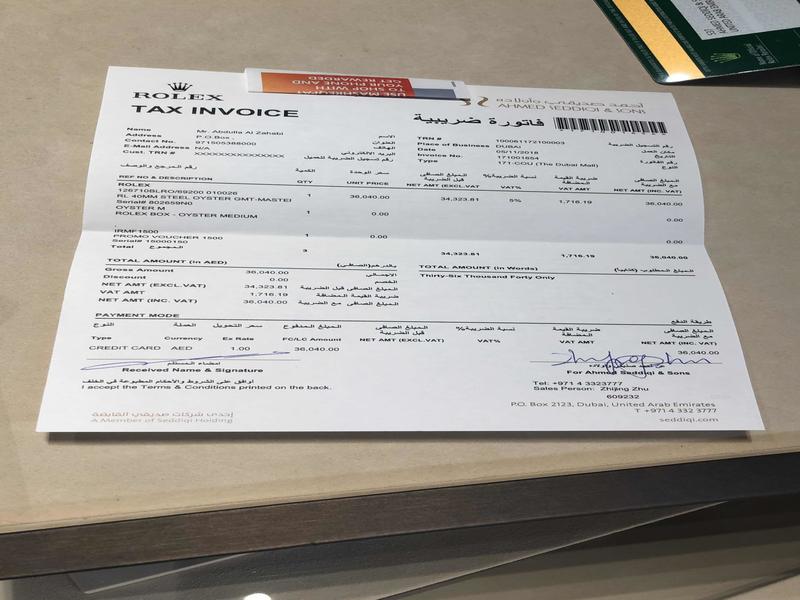 ROLEX
TAX INVOICE
USE MASHREQPAY
TO SHOP WITH
YOUR PHONE AND
GET REWARDED
أحمد صديقي وأولاده
AHMED SEDDIQI & SONS
فاتورة ضريبية
Name Mr. Abdulla Al Zahabi الاسم
Address P.O.Box , العنوان
Contact No. 971505388000 الهاتف
E-Mail Address N/A البريد الالكتروني
Cust. TRN # XXXXXXXXXXXXXXX رقم تسجيل الضريبة للعميل
TRN # 100061172100003 رقم تسجيل الضريبة
Place of Business DUBAI مكان العمل
Date 05/11/2018 التاريخ
Invoice No. 171001654 رقم الفاتورة
Type 171-COU (The Dubai Mall) النوع
رقم المرجع والوصف الكمية سعر الوحدة المبلغ الصافي قبل الضريبة نسبة الضريبة% ضريبة القيمة المضافة المبلغ الصافي مع الضريبة
REF NO & DESCRIPTION QTY UNIT PRICE NET AMT (EXCL.VAT VAT% VAT AMT NET AMT (INC. VAT)
ROLEX
126710BLRO/69200 010026 1 36,040.00 34,323.81 5% 1,716.19 36,040.00
RL 40MM STEEL OYSTER GMT-MASTEI
Serial# 802659N0
OYSTER M 1 0.00 0.00
ROLEX BOX - OYSTER MEDIUM
IRMF1500 1 0.00 0.00
PROMO VOUCHER 1500
Serial# 16000150
Total المجموع 3 34,323.81 1,716.19 36,040.00
TOTAL AMOUNT (in AED) المبلغ الصافي(بالدرهم)
Gross Amount 36,040.00 الإجمالي
Discount 0.00 الخصم
NET AMT (EXCL.VAT) 34,323.81 المبلغ الصافي قبل الضريبة
VAT AMT 1,716.19 ضريبة القيمة المضافة
NET AMT (INC. VAT) 36,040.00 المبلغ الصافي مع الضريبة
TOTAL AMOUNT (in Words) المبلغ المطلوب (كتابيا)
Thirty-Six Thousand Forty Only
PAYMENT MODE طريقة الدفع
النوع العملة سعر التحويل المبلغ المدفوع المبلغ الصافي قبل الضريبة نسبة الضريبة% ضريبة القيمة المضافة المبلغ الصافي مع الضريبة
Type Currency Ex Rate FC/LC Amount NET AMT (EXCL.VAT) VAT% VAT AMT NET AMT (INC. VAT)
CREDIT CARD AED 1.00 36,040.00 36,040.00
امضاء المستلم
Received Name & Signature
For Ahmed Seddiqi & Sons
أوافق على الشروط والأحكام المطبوعة في الخلف
I accept the Terms & Conditions printed on the back.
Tel: +971 4 3323777
Sales Person: Zhijing Zhu
609232
إحدى شركات صديقي القابضة
A Member of Seddiqi Holding
P.O. Box 2123, Dubai, United Arab Emirates
T +971 4 332 3777
seddiqi.com